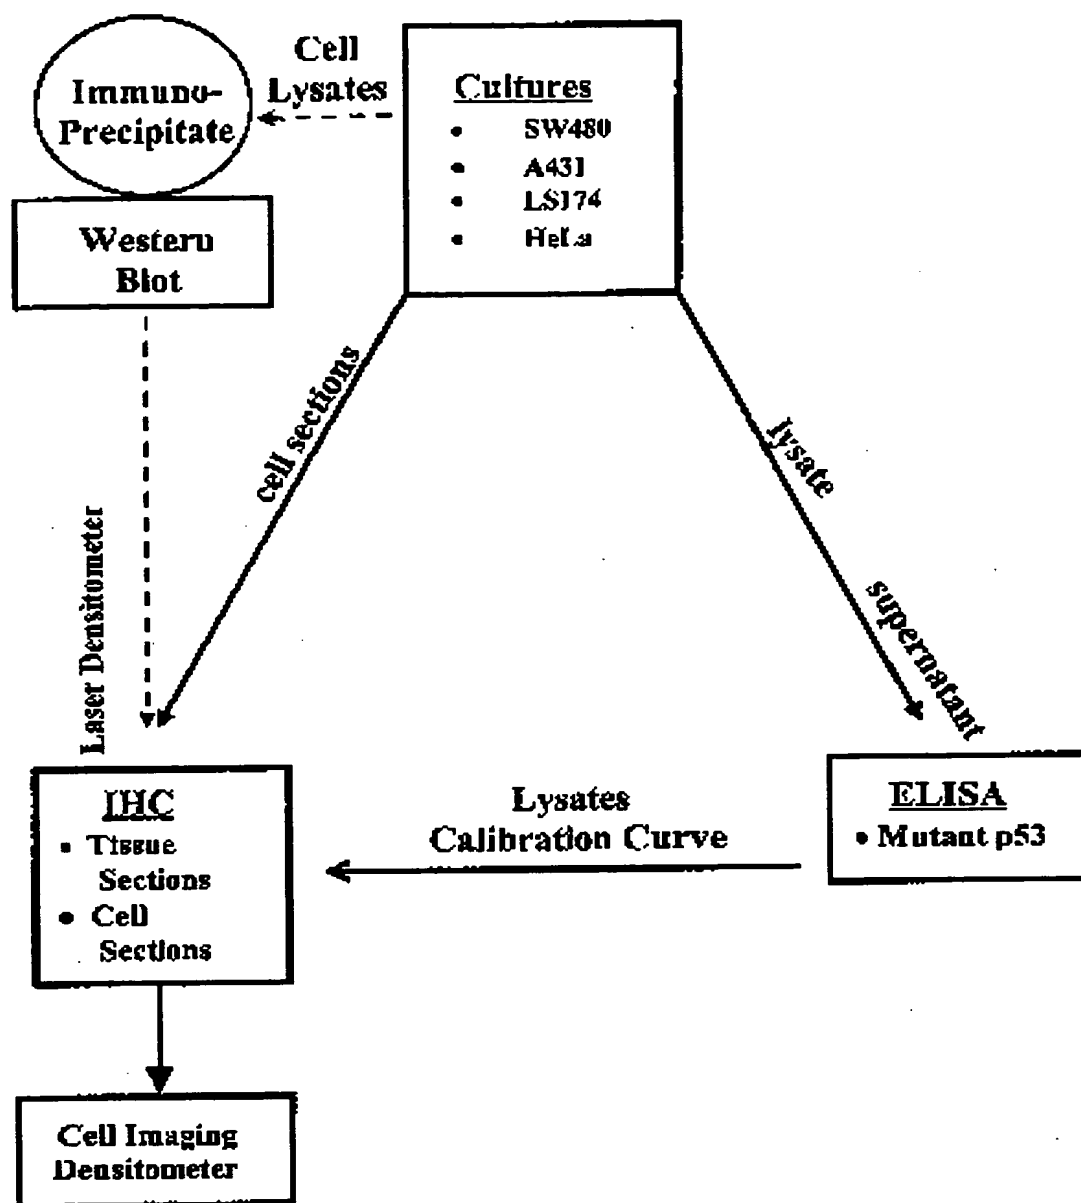 Cell
Lysates
Immuno-
Precipitate
Western
Blot
Cultures
• SW480
• A431
• LS174
• HeLa
cell sections
lysate
supernatant
Laser Densitometer
IHC
▪ Tissue
Sections
• Cell
Sections
Lysates
Calibration Curve
ELISA
• Mutant p53
Cell Imaging
Densitometer